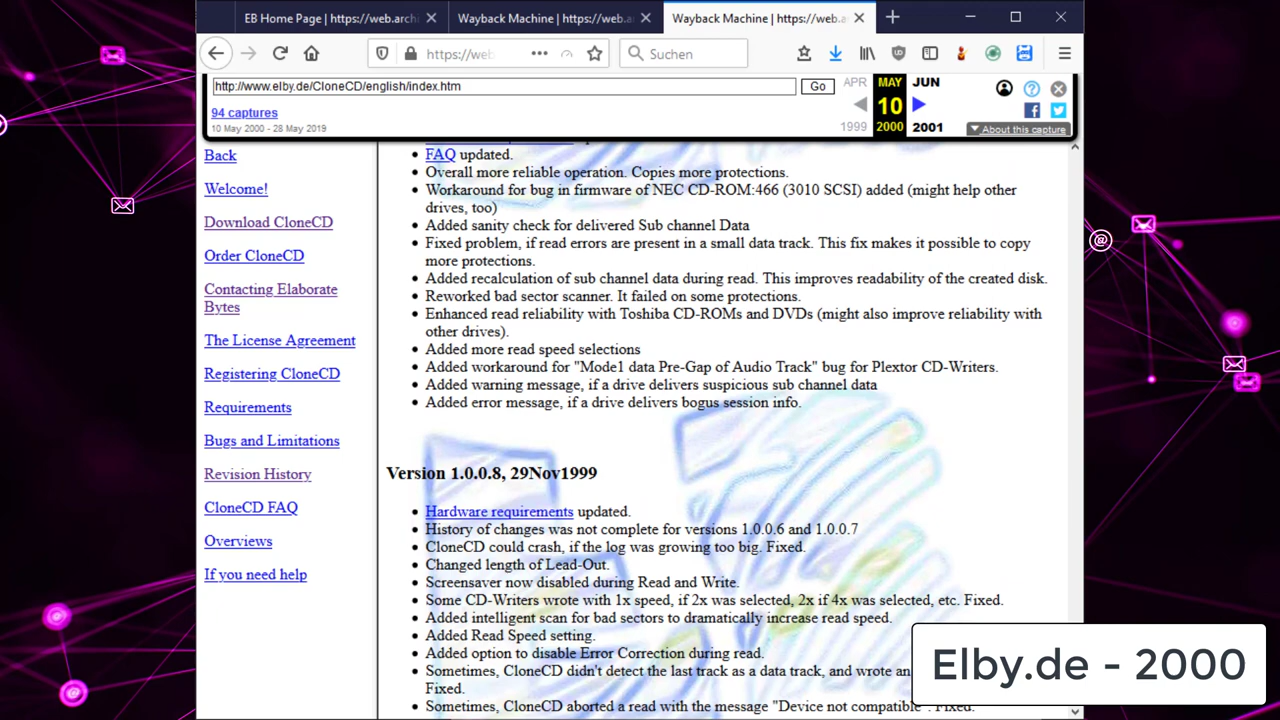 EB Home Page | https://web.arch
Wayback Machine | https://web.a
Wayback Machine | https://web.a
https://web
Suchen
http://www.elby.de/CloneCD/english/index.htm
Go
APR
MAY
JUN
94 captures
10
10 May 2000 - 28 May 2019
1999
2000
2001
About this capture
Back
Welcome!
Download CloneCD
Order CloneCD
Contacting Elaborate
Bytes
The License Agreement
Registering CloneCD
Requirements
Bugs and Limitations
Revision History
CloneCD FAQ
Overviews
If you need help
FAQ updated.
Overall more reliable operation. Copies more protections.
Workaround for bug in firmware of NEC CD-ROM:466 (3010 SCSI) added (might help other
drives, too)
Added sanity check for delivered Sub channel Data
Fixed problem, if read errors are present in a small data track. This fix makes it possible to copy
more protections.
Added recalculation of sub channel data during read. This improves readability of the created disk.
Reworked bad sector scanner. It failed on some protections.
Enhanced read reliability with Toshiba CD-ROMs and DVDs (might also improve reliability with
other drives).
Added more read speed selections
Added workaround for "Mode1 data Pre-Gap of Audio Track" bug for Plextor CD-Writers.
Added warning message, if a drive delivers suspicious sub channel data
Added error message, if a drive delivers bogus session info.
Version 1.0.0.8, 29Nov1999
Hardware requirements updated.
History of changes was not complete for versions 1.0.0.6 and 1.0.0.7
CloneCD could crash, if the log was growing too big. Fixed.
Changed length of Lead-Out.
Screensaver now disabled during Read and Write.
Some CD-Writers wrote with 1x speed, if 2x was selected, 2x if 4x was selected, etc. Fixed.
Added intelligent scan for bad sectors to dramatically increase read speed.
Added Read Speed setting.
Added option to disable Error Correction during read.
Sometimes, CloneCD didn't detect the last track as a data track, and wrote an
Fixed.
Sometimes, CloneCD aborted a read with the message "Device not compatible". Fixed.
Elby.de - 2000